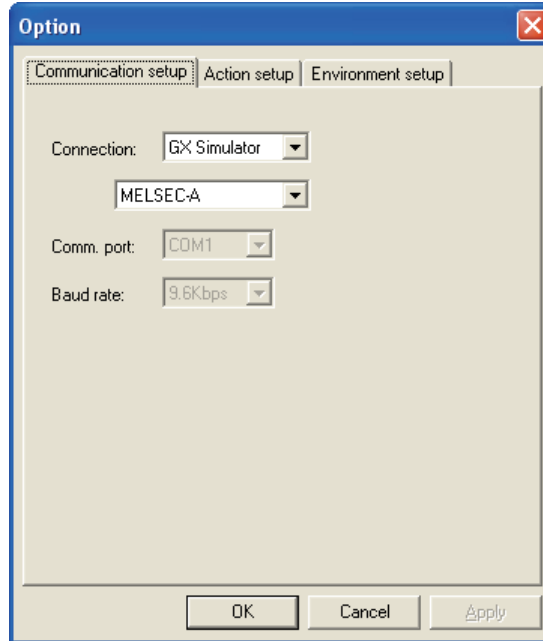 Option
Communication setup Action setup Environment setup
Connection: GX Simulator
MELSEC-A
Comm. port: COM1
Baud rate: 9.6Kbps
OK Cancel Apply